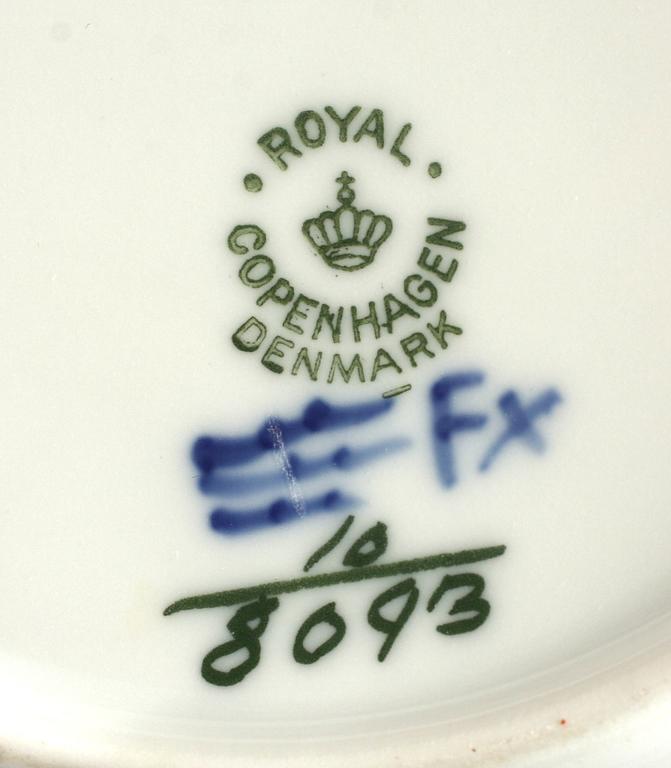 ROYAL
COPENHAGEN
DENMARK
FX
10
8093